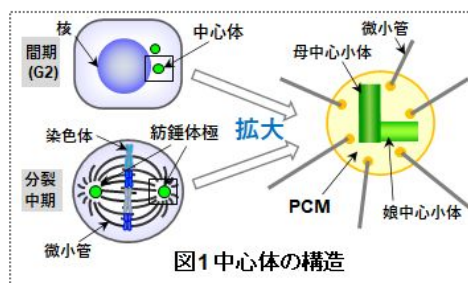 核
中心体
間期
(G2)
微小管
母中心小体
拡大
染色体
紡錘体極
分裂
中期
PCM
娘中心小体
微小管
図1 中心体の構造